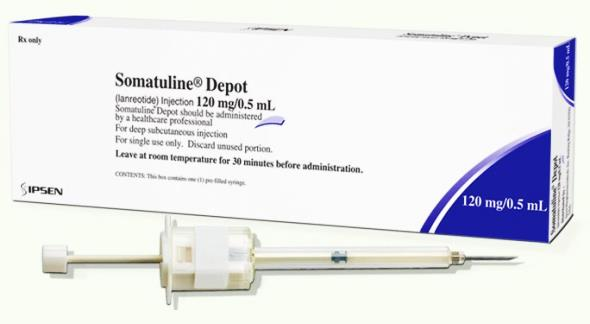 IPSEN
Somatuline® Depot
120 mg/0.5 mL
Rx only
Somatuline® Depot
(lanreotide) Injection 120 mg/0.5 mL
Somatuline Depot should be administered
by a healthcare professional
For deep subcutaneous injection
For single use only. Discard unused portion.
Leave at room temperature for 30 minutes before administration.
CONTENTS: This box contains one (1) pre-filled syringe.
IPSEN
120 mg/0.5 mL
Somatuline® Depot